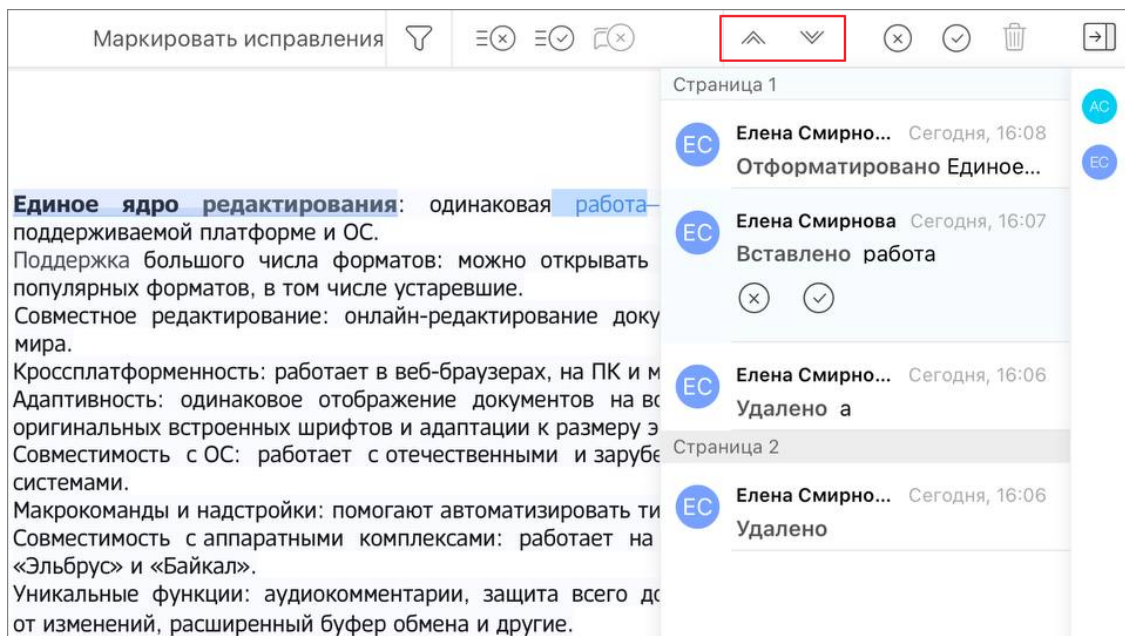 Маркировать исправления
Страница 1
АС
ЕС
Елена Смирно... Сегодня, 16:08
Отформатировано Единое...
ЕС
ЕС
Елена Смирнова Сегодня, 16:07
Вставлено работа
ЕС
Елена Смирно... Сегодня, 16:06
Удалено а
Страница 2
ЕС
Елена Смирно... Сегодня, 16:06
Удалено
Единое ядро редактирования: одинаковая работа
поддерживаемой платформе и ОС.
Поддержка большого числа форматов: можно открывать
популярных форматов, в том числе устаревшие.
Совместное редактирование: онлайн-редактирование доку
мира.
Кроссплатформенность: работает в веб-браузерах, на ПК и м
Адаптивность: одинаковое отображение документов на вс
оригинальных встроенных шрифтов и адаптации к размеру э
Совместимость с ОС: работает с отечественными и зарубе
системами.
Макрокоманды и надстройки: помогают автоматизировать ти
Совместимость с аппаратными комплексами: работает на
«Эльбрус» и «Байкал».
Уникальные функции: аудиокомментарии, защита всего до
от изменений, расширенный буфер обмена и другие.